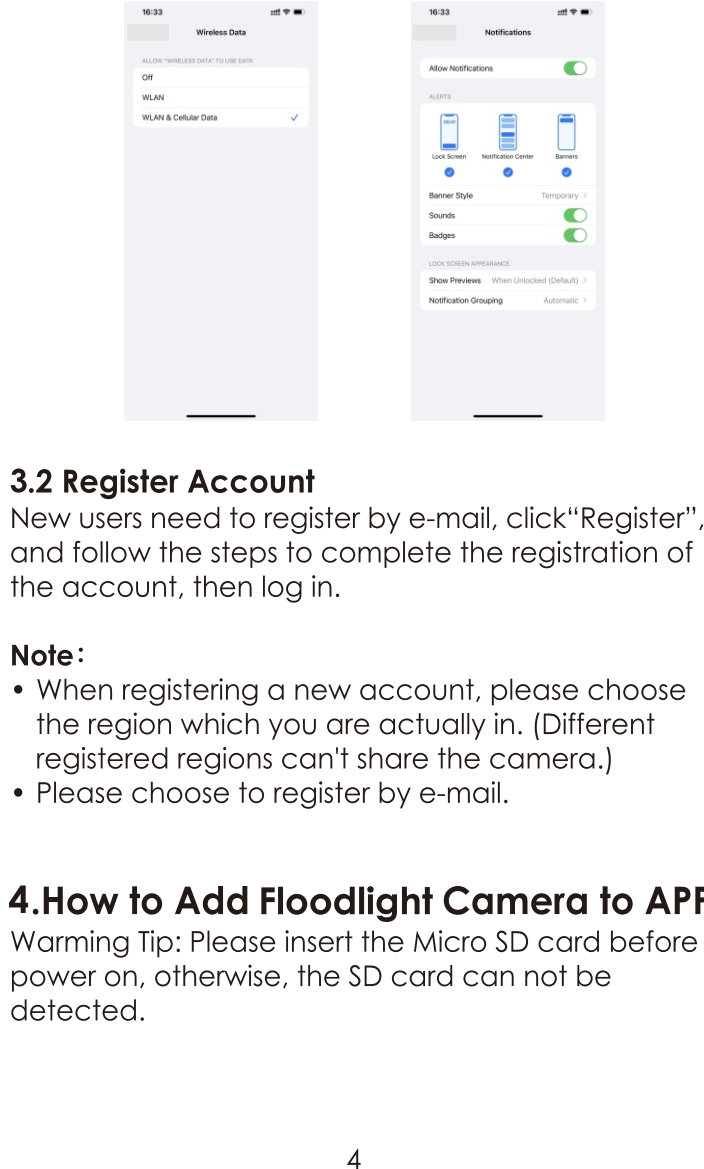 16:33
Wireless Data
ALLOW "WIRELESS DATA" TO USE DATA
Off
WLAN
WLAN & Cellular Data
16:33
Notifications
Allow Notifications
ALERTS
Lock Screen Notification Center Banners
Banner Style Temporary
Sounds
Badges
LOCK SCREEN APPEARANCE
Show Previews When Unlocked (Default)
Notification Grouping Automatic
3.2 Register Account
New users need to register by e-mail, click“Register”,
and follow the steps to complete the registration of
the account, then log in.
Note：
• When registering a new account, please choose
the region which you are actually in. (Different
registered regions can't share the camera.)
• Please choose to register by e-mail.
4.How to Add Floodlight Camera to APP
Warming Tip: Please insert the Micro SD card before
power on, otherwise, the SD card can not be
detected.
4